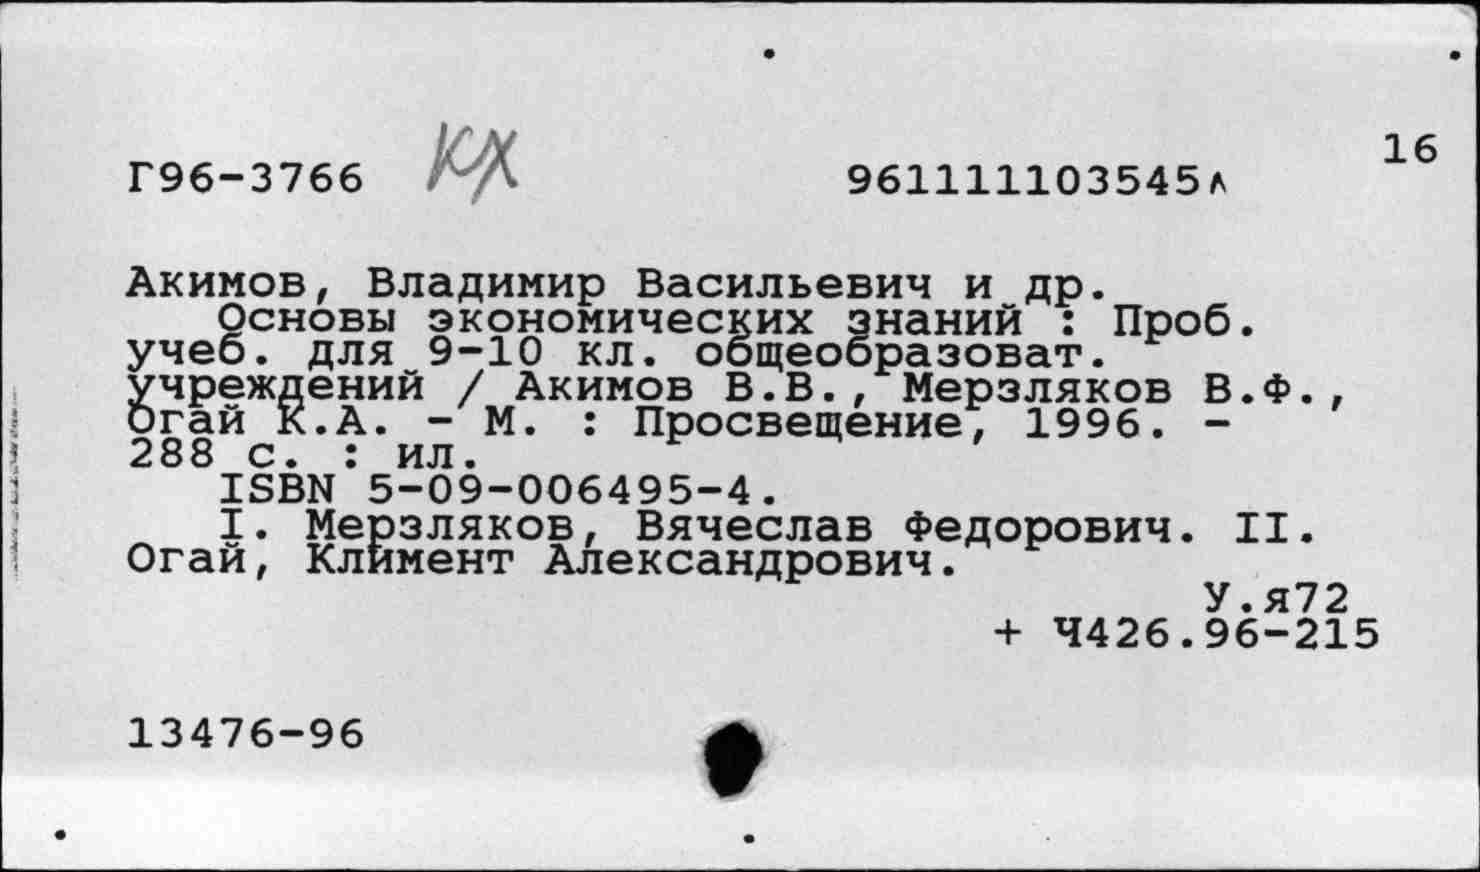 16
Г96-3766 КХ 961111103545л
Акимов, Владимир Васильевич и др.
Основы экономических знаний : Проб.
учеб. для 9-10 кл. общеобразоват.
учреждений / Акимов В.В., Мерзляков В.Ф.,
Огай К.А. - М. : Просвещение, 1996. -
288 с. : ил.
ISBN 5-09-006495-4.
I. Мерзляков, Вячеслав Федорович. II.
Огай, Климент Александрович.
У.я72
+ Ч426.96-215
13476-96